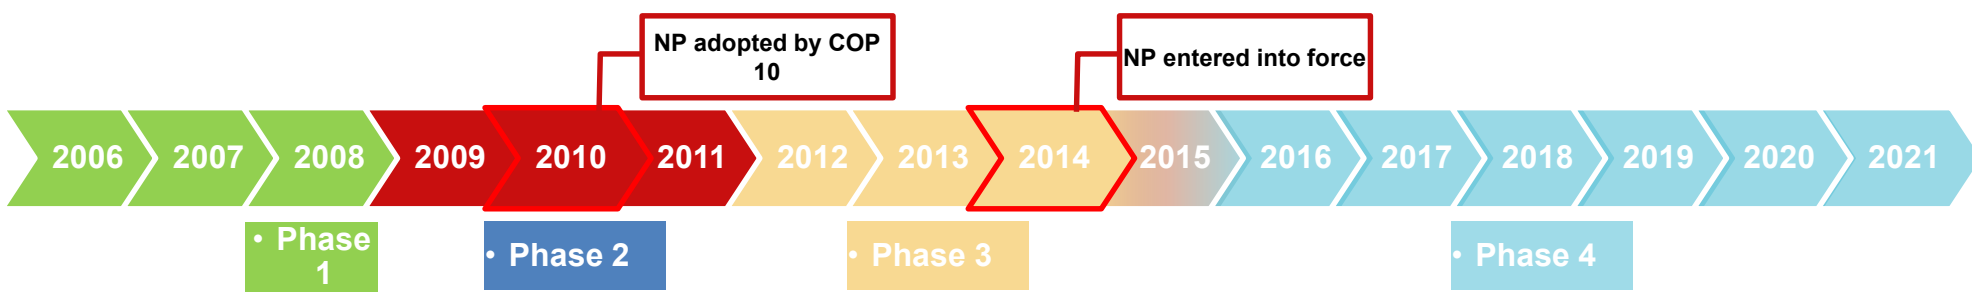 NP adopted by COP
10
NP entered into force
2006 2007 2008 2009 2010 2011 2012 2013 2014 2015 2016 2017 2018 2019 2020 2021
• Phase
1
• Phase 2
• Phase 3
• Phase 4